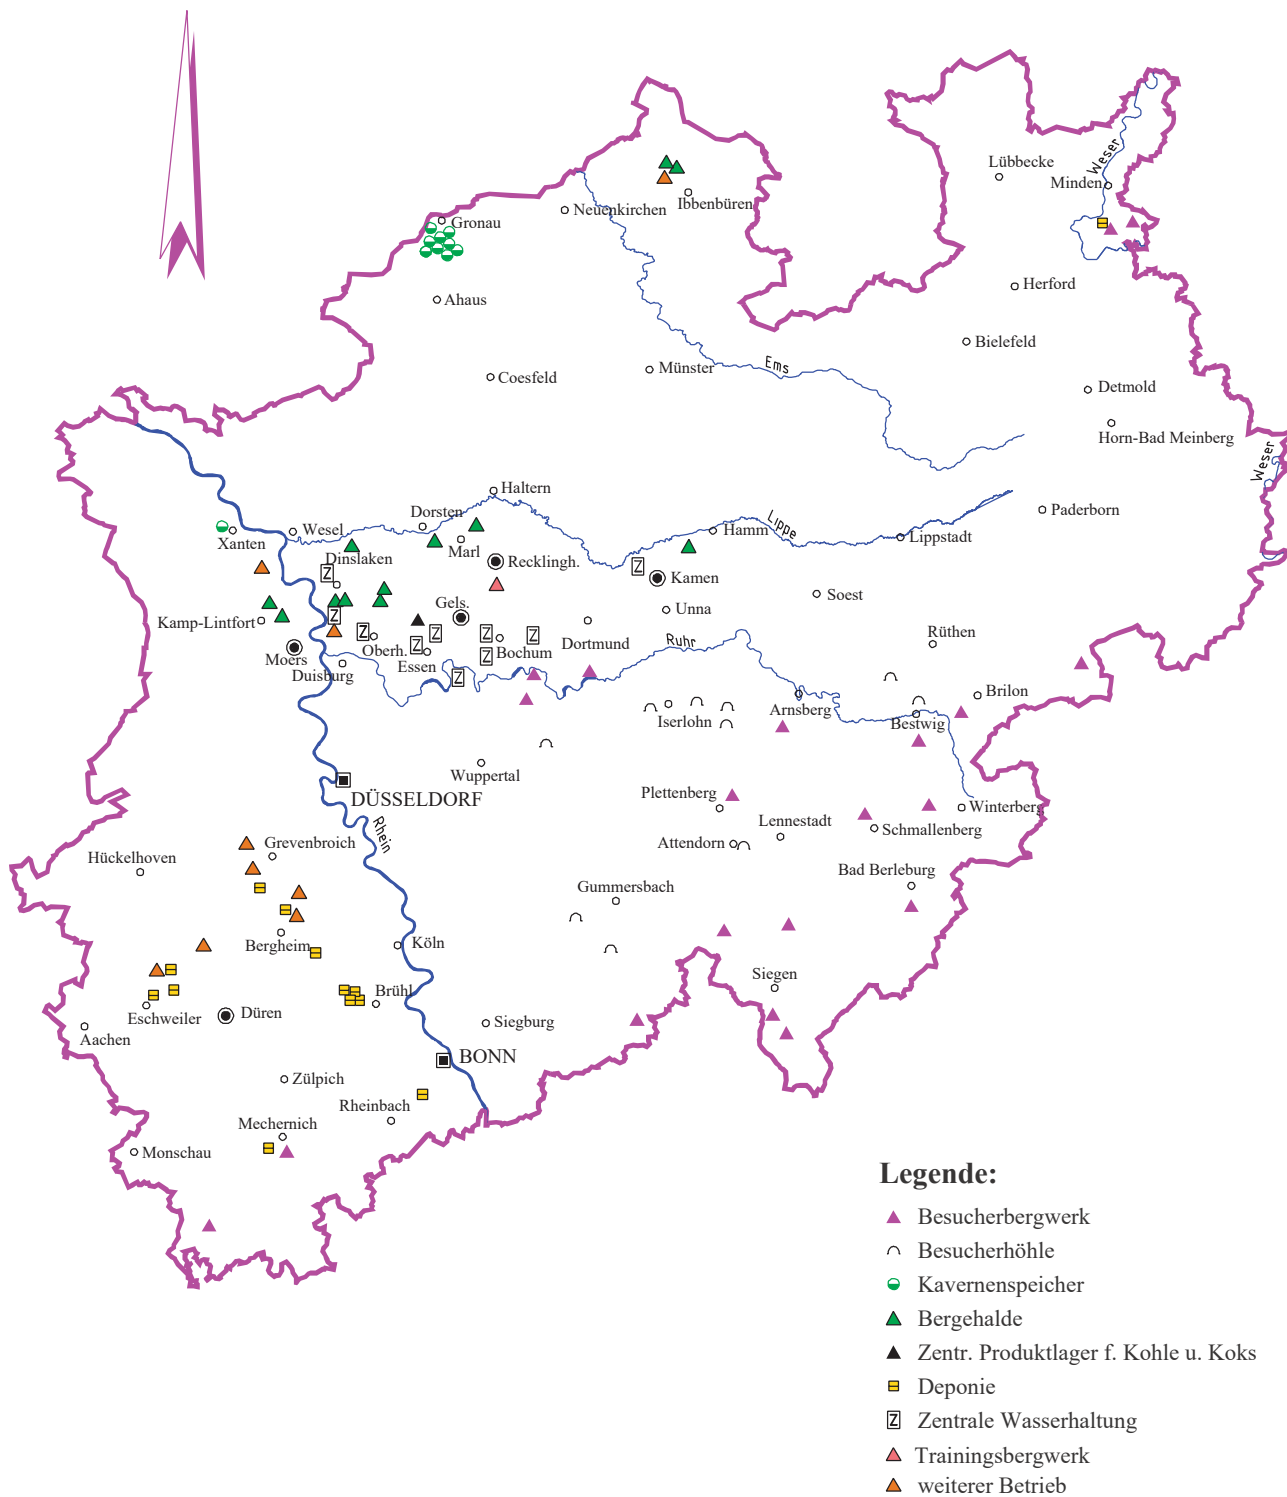 Weser
Lübbecke
Minden
Ibbenbüren
Neuenkirchen
Gronau
Herford
Ahaus
Bielefeld
Münster
Ems
Coesfeld
Detmold
Horn-Bad Meinberg
Weser
Haltern
Dorsten
Paderborn
Lippe
Wesel
Hamm
Xanten
Lippstadt
Marl
Dinslaken
Recklingh.
Kamen
Soest
Gels.
Unna
Kamp-Lintfort
Rüthen
Ruhr
Dortmund
Oberh.
Bochum
Moers
Essen
Duisburg
Brilon
Arnsberg
Iserlohn
Bestwig
Wuppertal
Plettenberg
DÜSSELDORF
Winterberg
Lennestadt
Schmallenberg
Rhein
Grevenbroich
Attendorn
Hückelhoven
Bad Berleburg
Gummersbach
Bergheim
Köln
Siegen
Brühl
Düren
Eschweiler
Siegburg
Aachen
BONN
Zülpich
Rheinbach
Mechernich
Monschau
Legende:
Besucherbergwerk
Besucherhöhle
Kavernenspeicher
Bergehalde
Zentr. Produktlager f. Kohle u. Koks
Deponie
Z Zentrale Wasserhaltung
Trainingsbergwerk
weiterer Betrieb